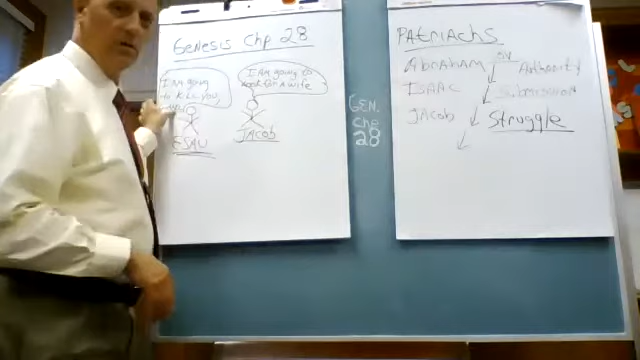 Genesis Chp 28
I Am going
to kill you
ESAU
I Am going to
look for a wife
JACOB
GEN.
chp
28
PAtriAchs
Abraham
ISAAC
JAcob
Authority
Submission
Struggle